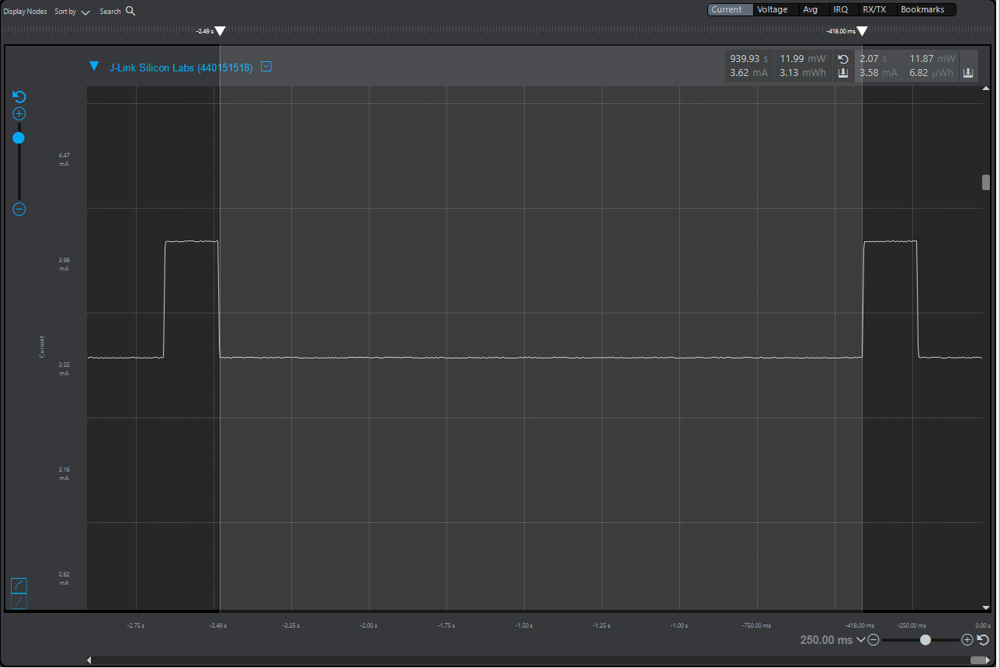 Display Nodes Sort by Search
Current Voltage Avg IRQ RX/TX Bookmarks
-2.49 s -418.00 ms
J-Link Silicon Labs (440151518)
939.93 s 11.99 mW 2.07 s 11.87 mW
3.62 mA 3.13 mWh 3.58 mA 6.82 µWh
4.47
mA
3.98
mA
Current
3.55
mA
3.16
mA
2.82
mA
-2.75 s -2.49 s -2.25 s -2.00 s -1.75 s -1.50 s -1.25 s -1.00 s -750.00 ms -418.00 ms -250.00 ms 0.00 s
250.00 ms